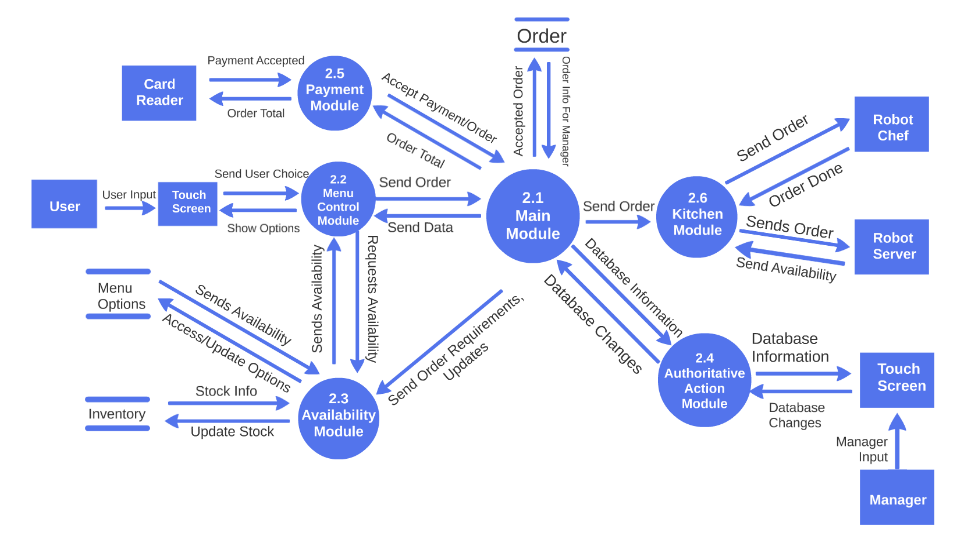 Order
Accepted Order
Order Info For Manager
Card
Reader
Payment Accepted
Order Total
2.5
Payment
Module
Accept Payment/Order
Order Total
User
User Input
Touch
Screen
Send User Choice
Show Options
2.2
Menu
Control
Module
Send Order
Send Data
2.1
Main
Module
Send Order
2.6
Kitchen
Module
Send Order
Order Done
Robot
Chef
Sends Order
Send Availability
Robot
Server
Menu
Options
Sends Availability
Access/Update Options
Sends Availability
Requests Availability
Inventory
Stock Info
Update Stock
2.3
Availability
Module
Send Order Requirements,
Updates
Database Information
Database Changes
2.4
Authoritative
Action
Module
Database
Information
Database
Changes
Touch
Screen
Manager
Input
Manager